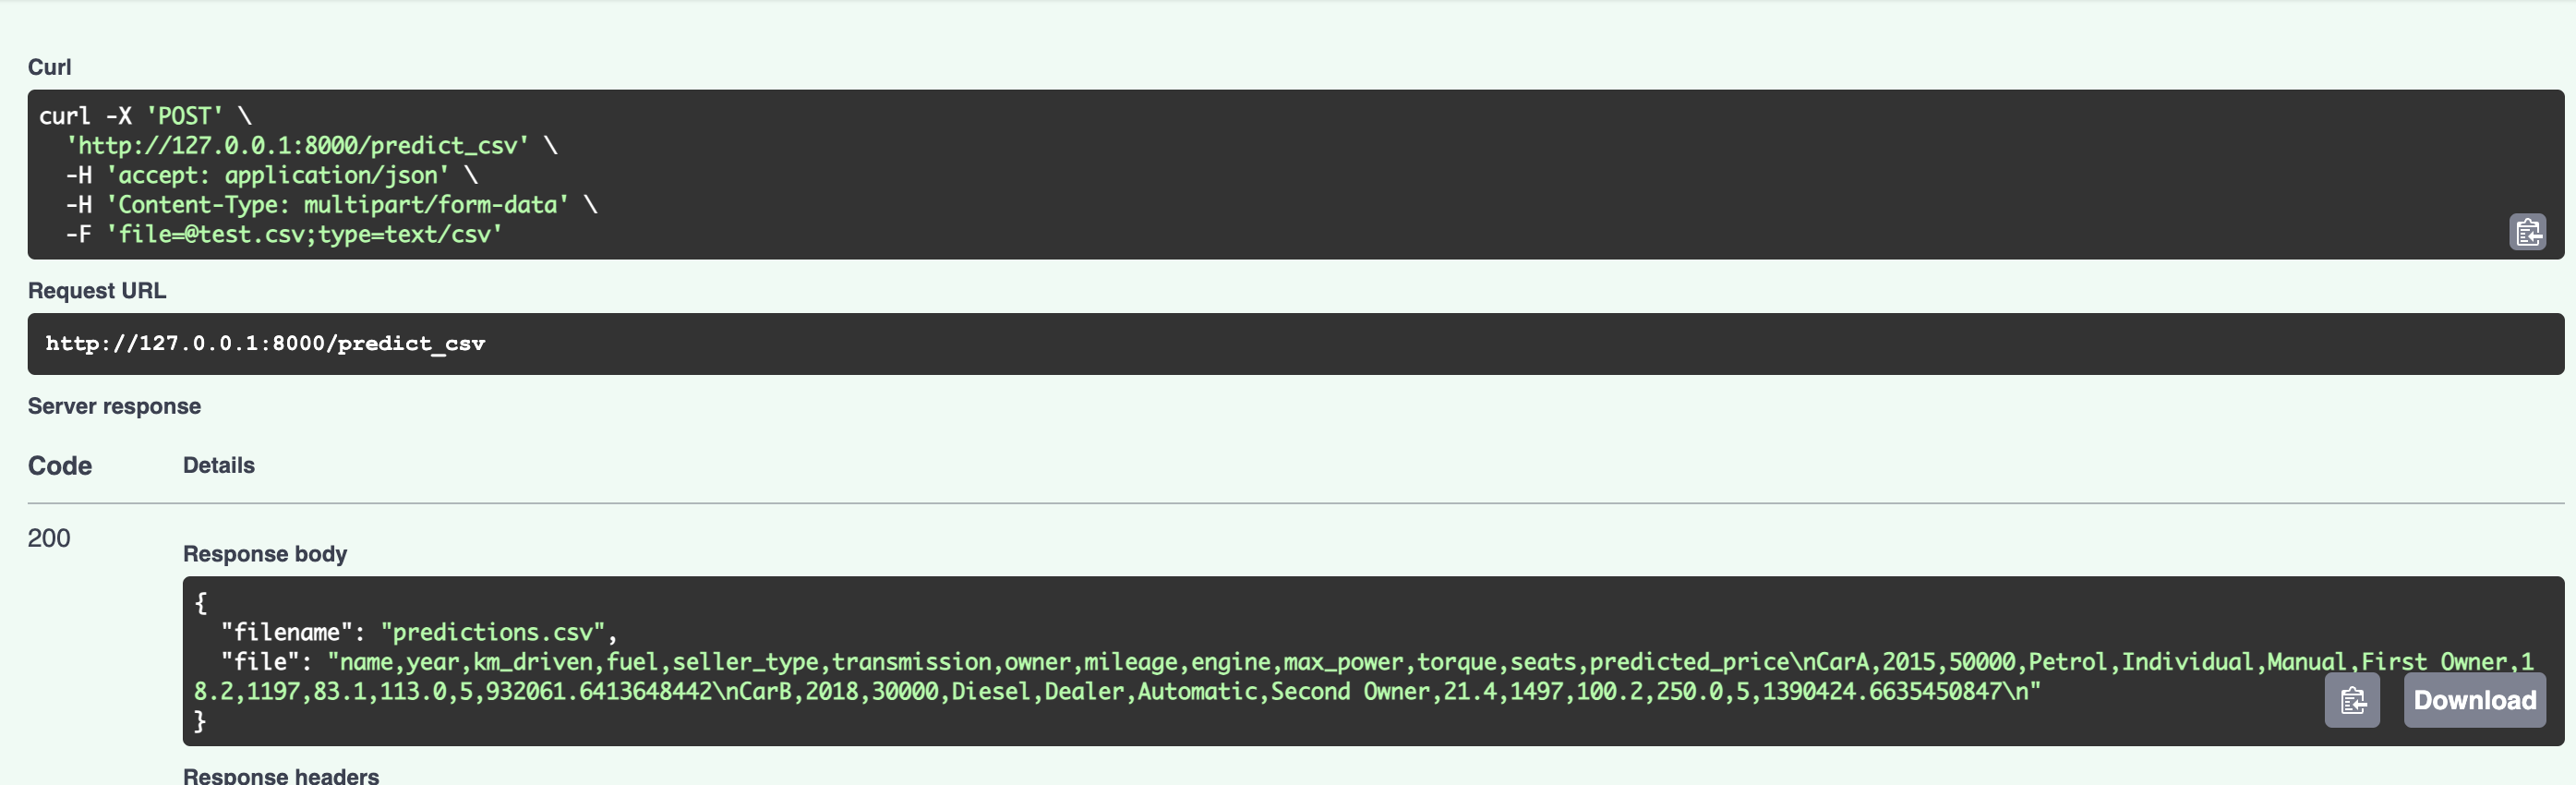 Curl
curl -X 'POST' \
  'http://127.0.0.1:8000/predict_csv' \
  -H 'accept: application/json' \
  -H 'Content-Type: multipart/form-data' \
  -F 'file=@test.csv;type=text/csv'
Request URL
http://127.0.0.1:8000/predict_csv
Server response
Code Details
200
Response body
{
  "filename": "predictions.csv",
  "file": "name,year,km_driven,fuel,seller_type,transmission,owner,mileage,engine,max_power,torque,seats,predicted_price\nCarA,2015,50000,Petrol,Individual,Manual,First Owner,1
8.2,1197,83.1,113.0,5,932061.6413648442\nCarB,2018,30000,Diesel,Dealer,Automatic,Second Owner,21.4,1497,100.2,250.0,5,1390424.6635450847\n"
}
Download
Response headers